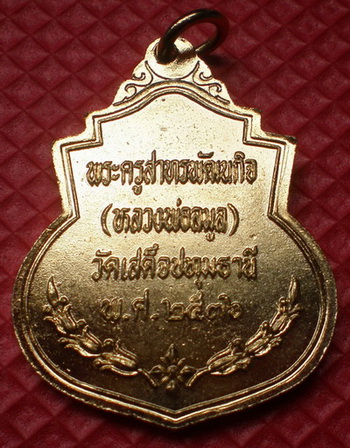 พระครูสาทรพัฒนกิจ
(หลวงพ่อลมูล)
วัดเสด็จปทุมธานี
พ.ศ.๒๕๓๖